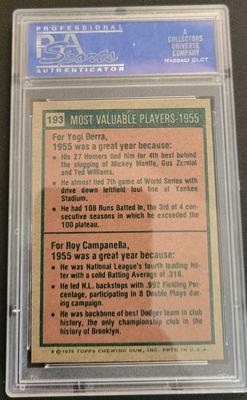 PROFESSIONAL
PSA
Sports
AUTHENTICATOR
A
COLLECTORS
UNIVERSE
COMPANY
NASDAQ: CLCT
193 MOST VALUABLE PLAYERS-1955
For Yogi Berra,
1955 was a great year because:
• His 27 Homers tied him for 4th best behind
the slugging of Mickey Mantle, Gus Zernial
and Ted Williams.
• He almost tied 7th game of World Series with
drive down leftfield foul line at Yankee
Stadium.
• He had 108 Runs Batted In, the 3rd of 4 con-
secutive seasons in which he exceeded the
100 plateau.
For Roy Campanella,
1955 was a great year because:
• He was National League's fourth leading hit-
ter with a solid Batting Average of .318.
• He led N.L. backstops with .992 Fielding Per-
centage, participating in 8 Double Plays dur-
ing campaign.
• He was backbone of best Dodger team in club
history, the only championship club in the
history of Brooklyn.
© 1975 TOPPS CHEWING GUM, INC. PRTD. IN U.S.A.